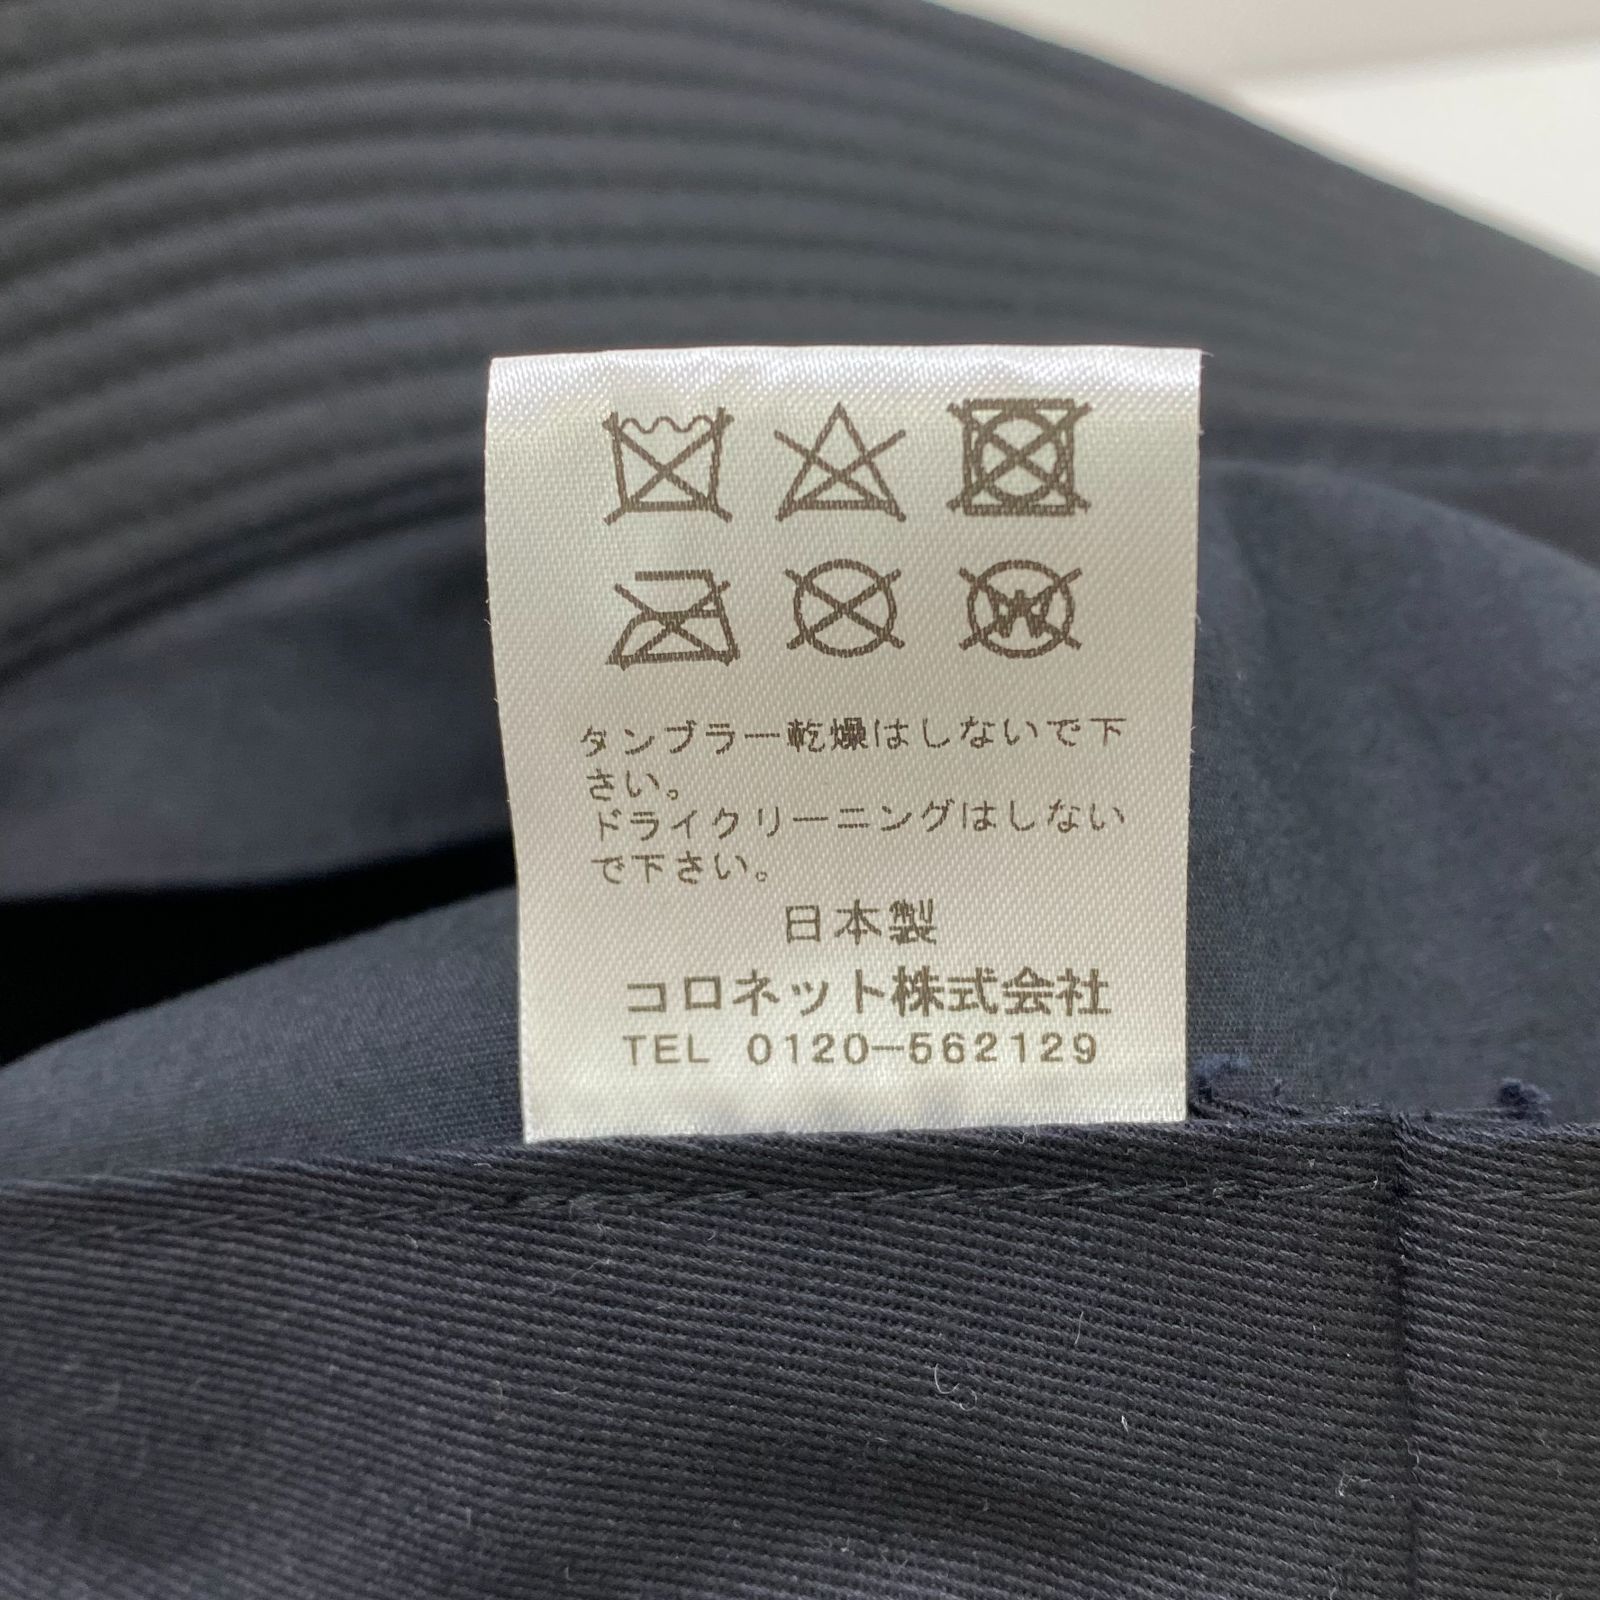 タンブラー乾燥はしないで下
さい。
ドライクリーニングはしない
で下さい。
日本製
コロネット株式会社
TEL 0120-562129